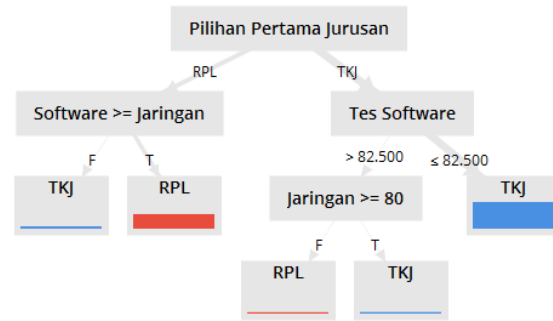 Pilihan Pertama Jurusan
RPL
TKJ
Software >= Jaringan
Tes Software
F
T
> 82.500
≤ 82.500
TKJ
RPL
Jaringan >= 80
TKJ
F
T
RPL
TKJ